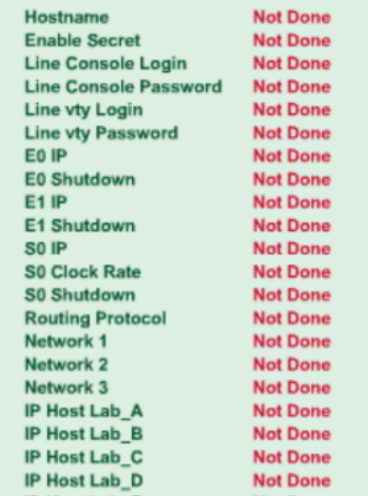 Hostname Not Done
Enable Secret Not Done
Line Console Login Not Done
Line Console Password Not Done
Line vty Login Not Done
Line vty Password Not Done
E0 IP Not Done
E0 Shutdown Not Done
E1 IP Not Done
E1 Shutdown Not Done
S0 IP Not Done
S0 Clock Rate Not Done
S0 Shutdown Not Done
Routing Protocol Not Done
Network 1 Not Done
Network 2 Not Done
Network 3 Not Done
IP Host Lab_A Not Done
IP Host Lab_B Not Done
IP Host Lab_C Not Done
IP Host Lab_D Not Done